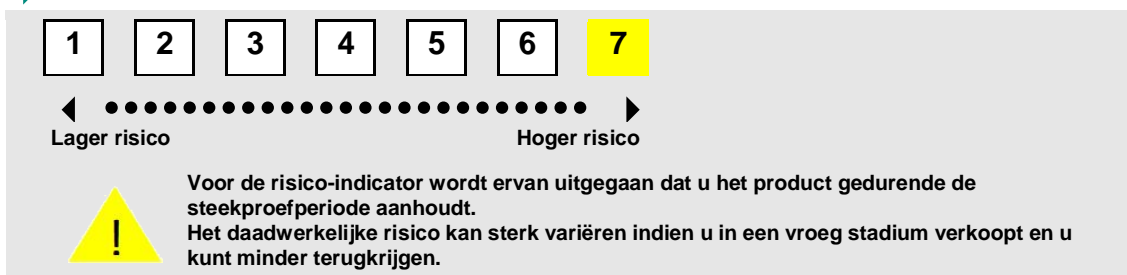 1 2 3 4 5 6 7
Lager risico Hoger risico
Voor de risico-indicator wordt ervan uitgegaan dat u het product gedurende de
steekproefperiode aanhoudt.
!
Het daadwerkelijke risico kan sterk variëren indien u in een vroeg stadium verkoopt en u
kunt minder terugkrijgen.